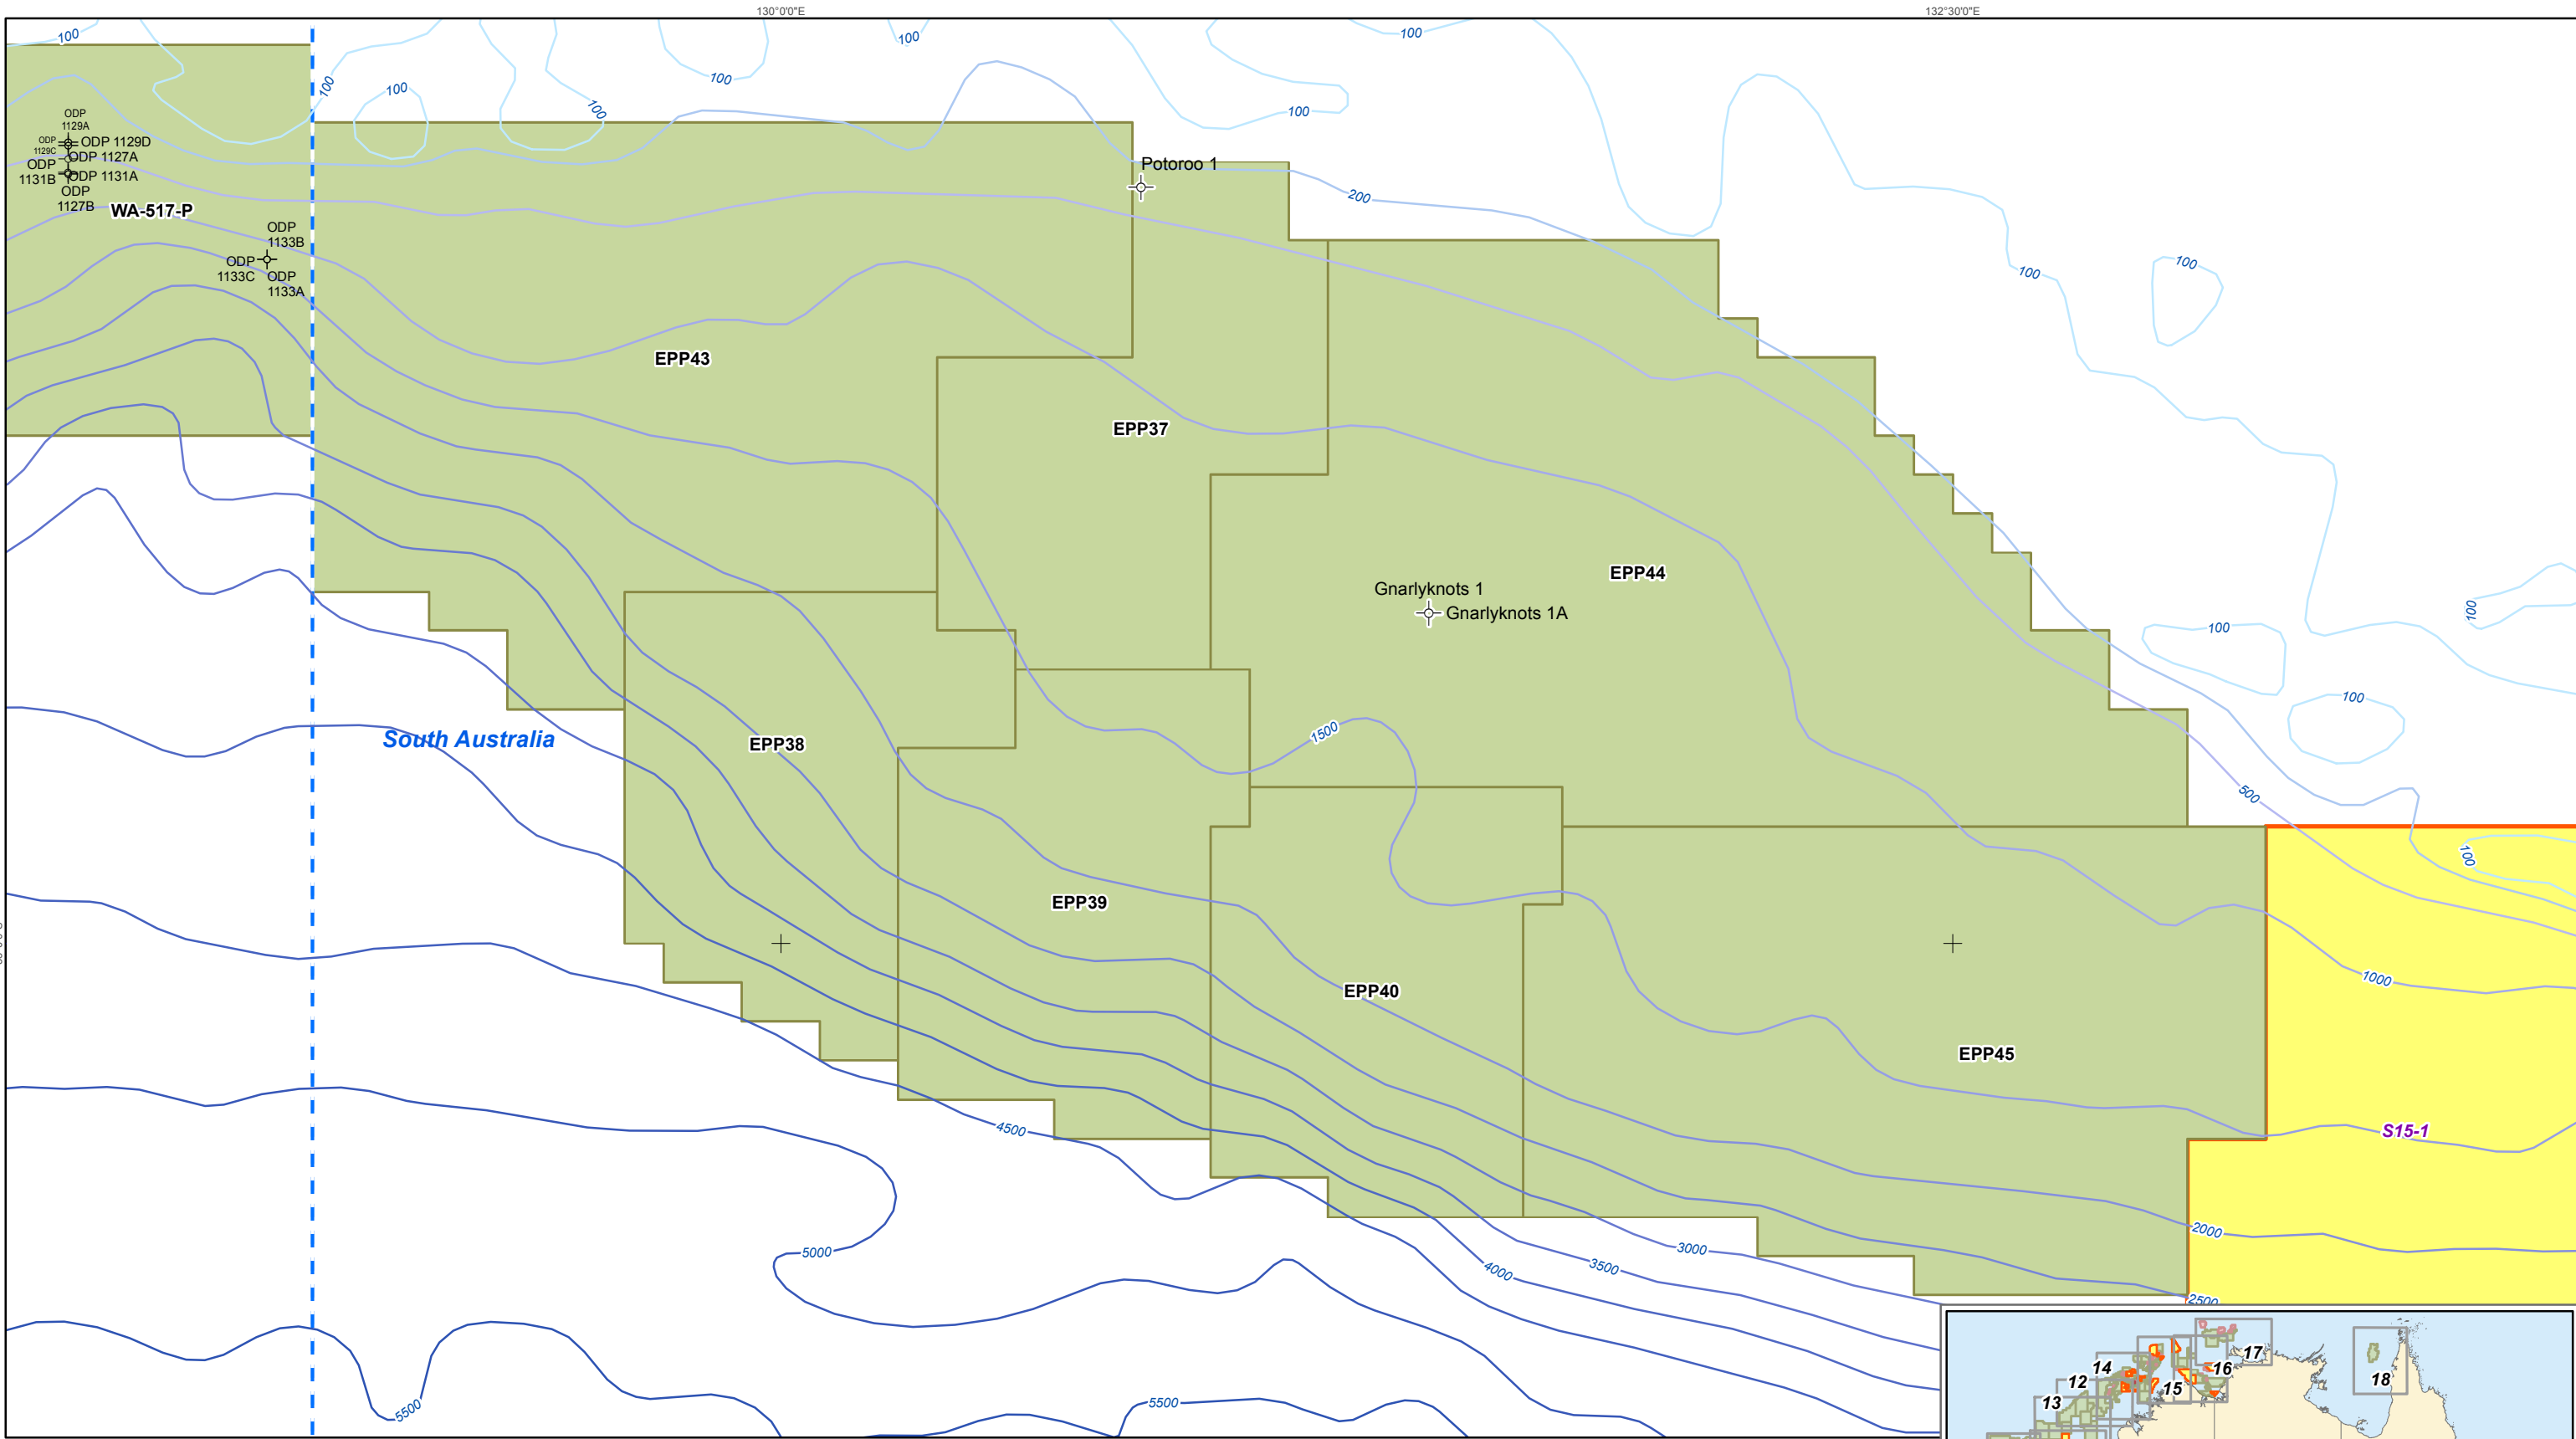 130°0'0"E
132°30'0"E
100
100
100
100
100
100
100
100
ODP
1129A
ODP
1129C
ODP 1129D
ODP 1127A
ODP
1131B
ODP 1131A
ODP
1127B
WA-517-P
Potoroo 1
200
ODP
1133B
ODP
1133C
ODP
1133A
100
100
EPP43
EPP37
EPP44
Gnarlyknots 1
Gnarlyknots 1A
100
100
100
South Australia
EPP38
1500
500
100
EPP39
1000
EPP40
EPP45
4500
S15-1
2000
5000
3000
3500
4000
2500
5500
5500
17
14
16
18
12
15
13